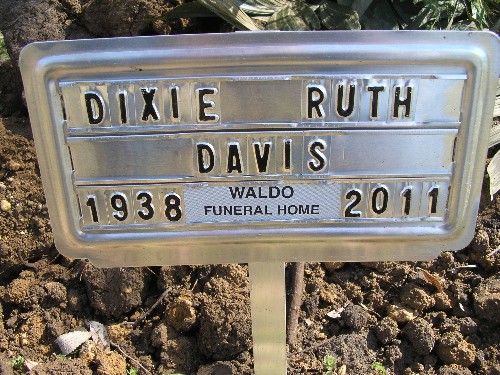 DIXIE RUTH
DAVIS
1938 WALDO FUNERAL HOME 2011